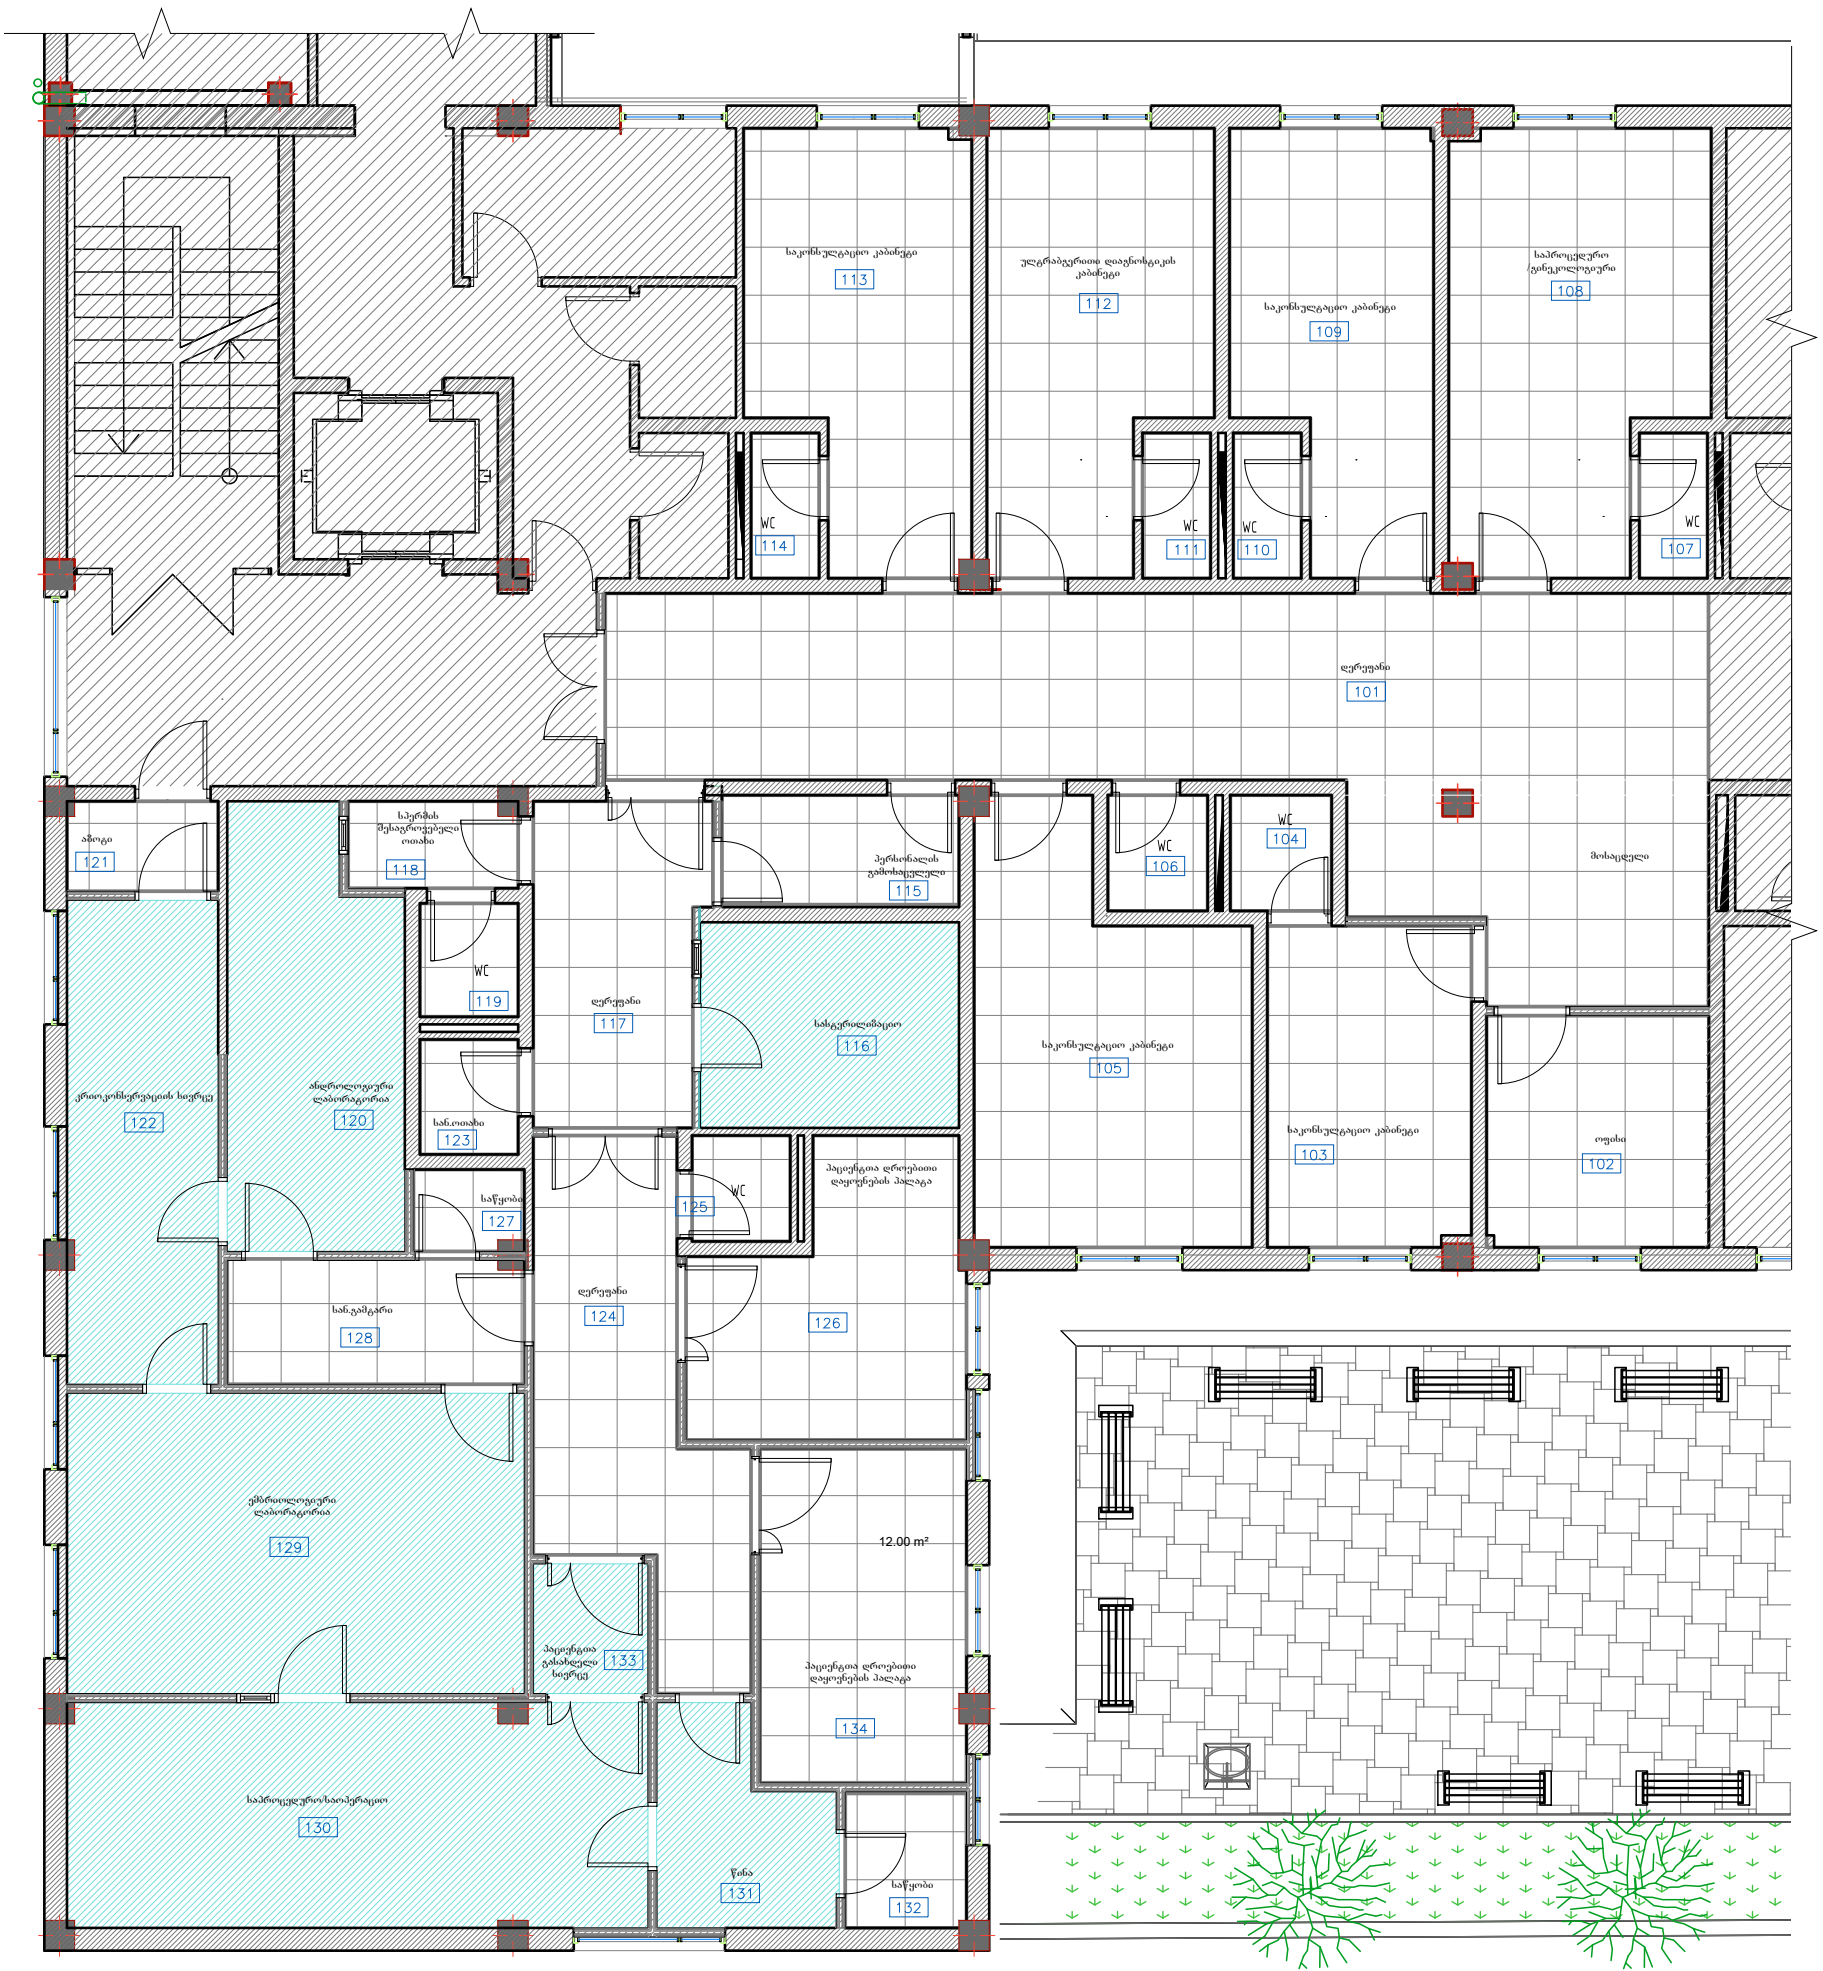 საკონსულტაციო კაბინეტი
113
ულტრაბგერითი დიაგნოსტიკის
კაბინეტი
112
საკონსულტაციო კაბინეტი
109
საპროცედურო
/გინეკოლოგიური
108
WC
114
WC
111
WC
110
WC
107
დერეფანი
101
აზოტი
121
სპერმის
შესაგროვებელი
ოთახი
118
პერსონალის
გამოსაცვლელი
115
WC
106
WC
104
მოსაცდელი
WC
119
დერეფანი
117
სასტერილიზაციო
116
საკონსულტაციო კაბინეტი
105
კრიოკონსერვაციის სივრცე
122
ანდროლოგიური
ლაბორატორია
120
სან.ოთახი
123
საკონსულტაციო კაბინეტი
103
ოფისი
102
პაციენტთა დროებითი
დაყოვნების პალატა
WC
125
საწყობი
127
დერეფანი
124
126
სან.გამტარი
128
ემბრიოლოგიური
ლაბორატორია
129
12.00 m²
პაციენტთა
გასახდელი
სივრცე
133
პაციენტთა დროებითი
დაყოვნების პალატა
134
საპროცედურო/საოპერაციო
130
წინა
131
საწყობი
132